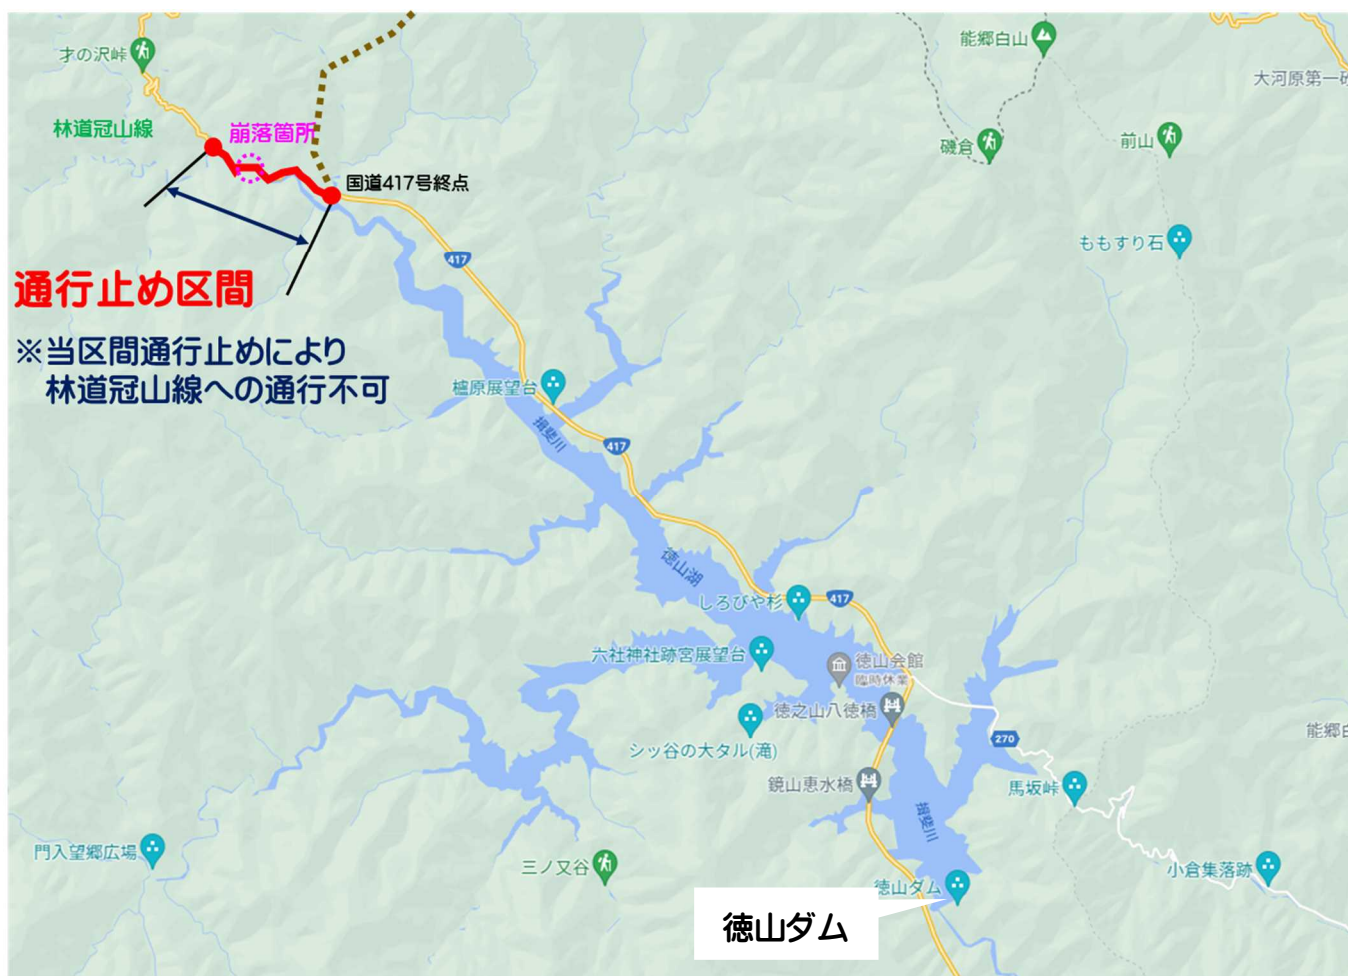 才の沢峠
能郷白山
大河原第一砂
林道冠山線
崩落箇所
磯倉
前山
国道417号終点
ももすり石
417
通行止め区間
※当区間通行止めにより
林道冠山線への通行不可
櫨原展望台
揖斐川
417
徳山湖
しろびや杉
417
六社神社跡宮展望台
徳山会館
臨時休業
徳之山八徳橋
能郷白
シッ谷の大タル(滝)
270
鏡山恵水橋
馬坂峠
揖斐川
門入望郷広場
三ノ又谷
小倉集落跡
徳山ダム
徳山ダム